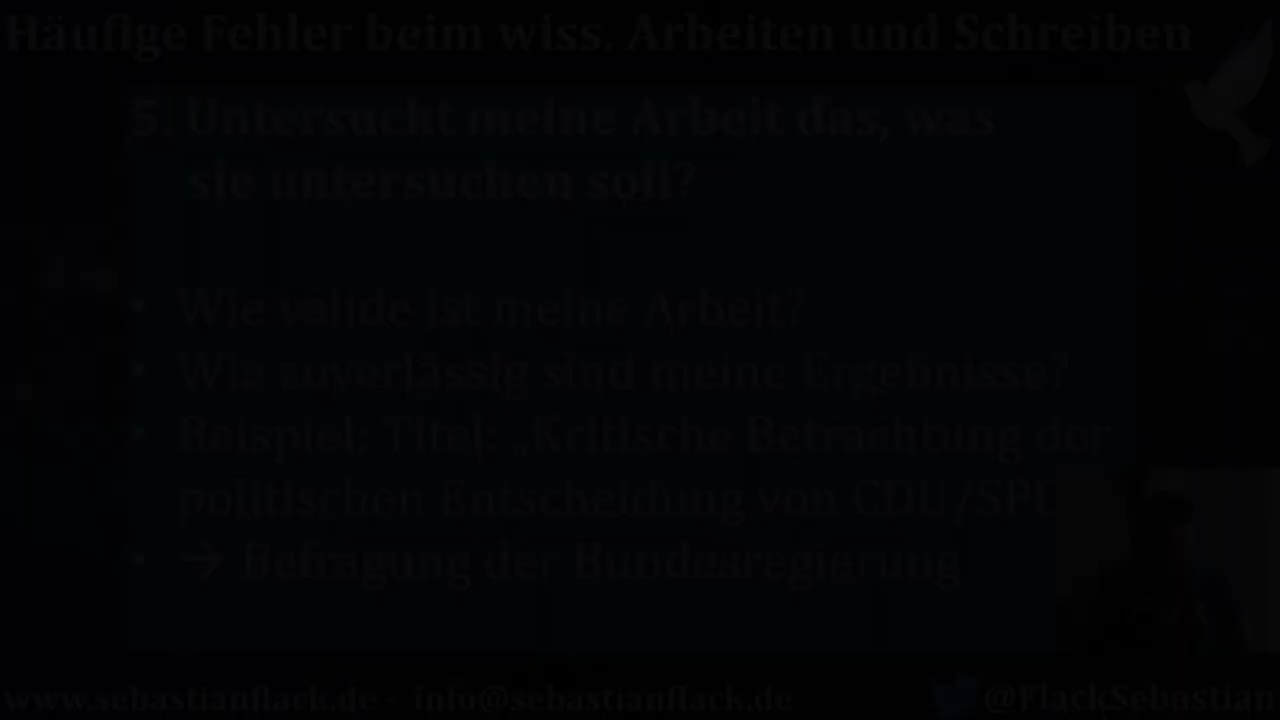 Häufige Fehler beim wiss. Arbeiten und Schreiben
5. Untersucht meine Arbeit das, was
sie untersuchen soll?
• Wie valide ist meine Arbeit?
• Wie zuverlässig sind meine Ergebnisse?
• Beispiel: Titel: „Kritische Betrachtung der
politischen Entscheidung von CDU/SPD
• → Befragung der Bundesregierung
www.sebastianflack.de - info@sebastianflack.de
@FlackSebastian